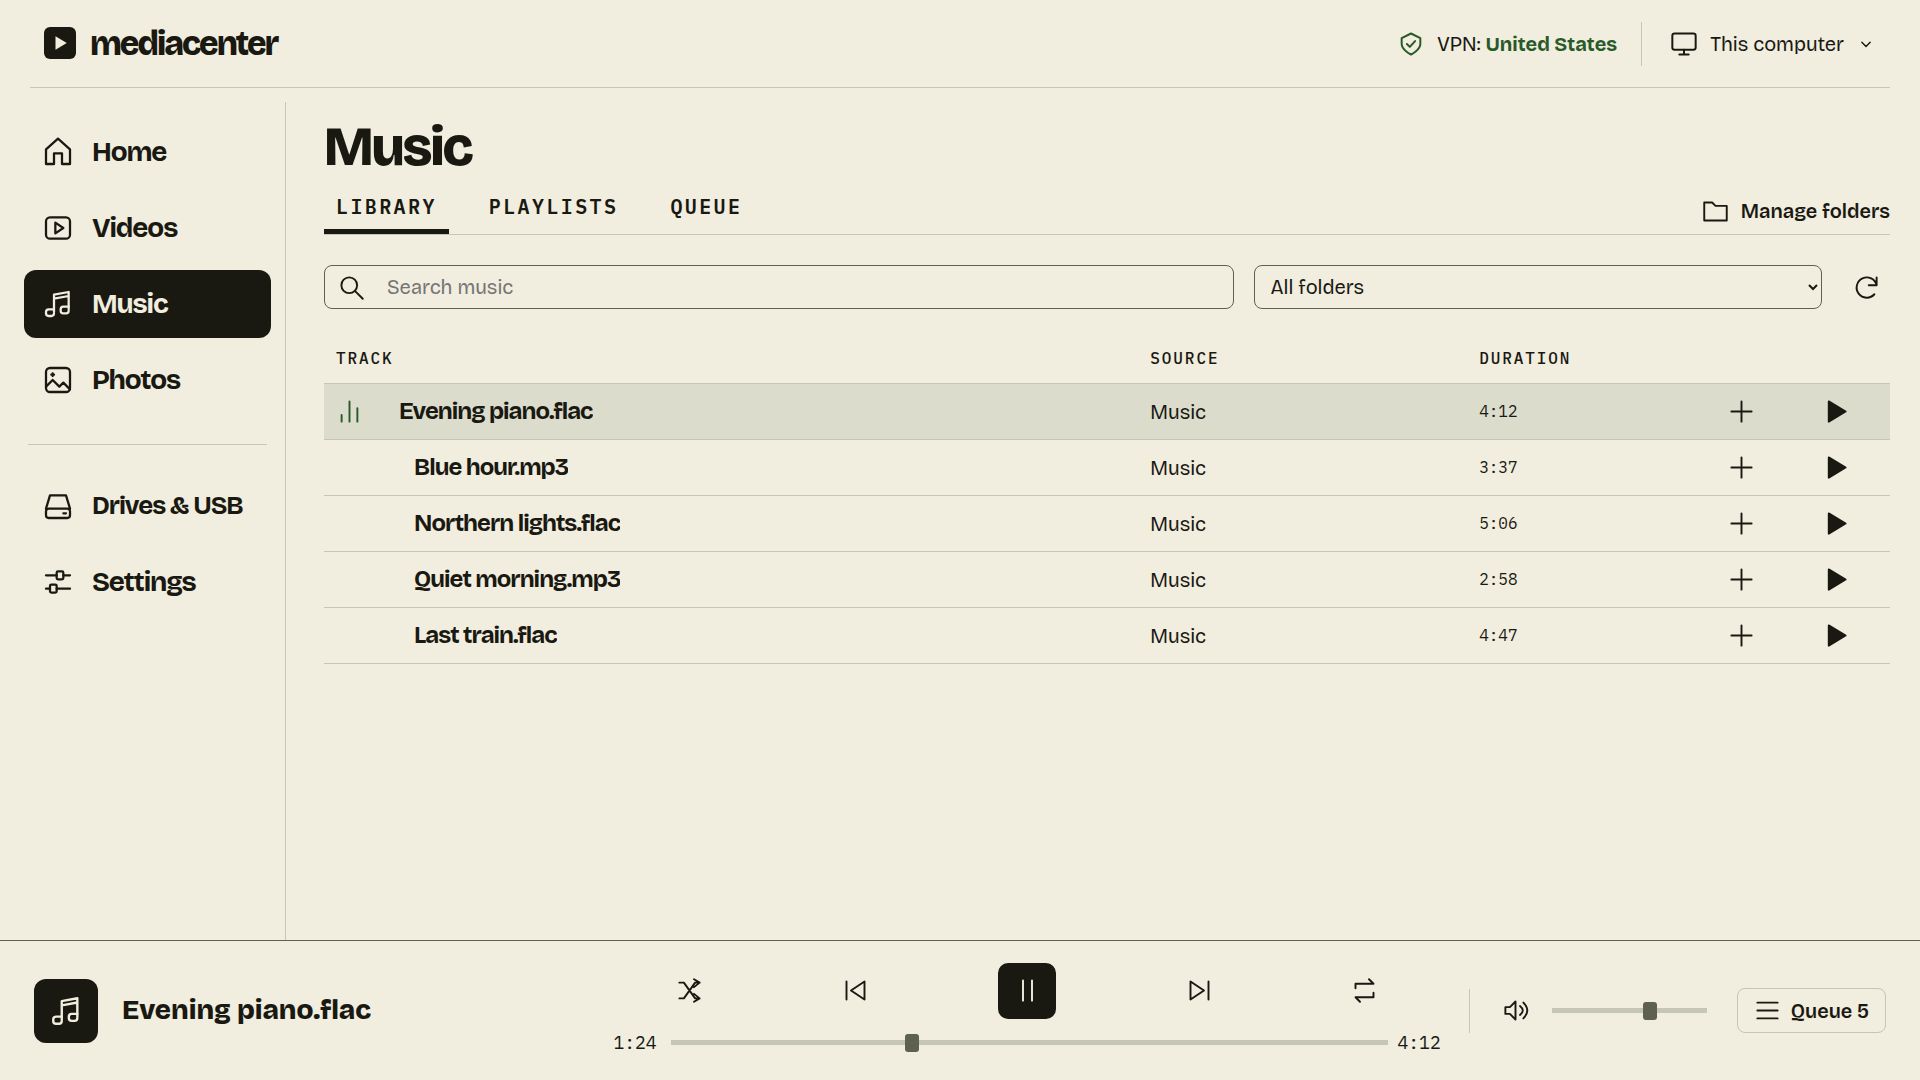 mediacenter
VPN: United States
This computer
Home
Videos
Music
Photos
Drives & USB
Settings
Music
LIBRARY PLAYLISTS QUEUE
Manage folders
Search music
All folders
TRACK SOURCE DURATION
Evening piano.flac Music 4:12
Blue hour.mp3 Music 3:37
Northern lights.flac Music 5:06
Quiet morning.mp3 Music 2:58
Last train.flac Music 4:47
Evening piano.flac
1:24 4:12
Queue 5